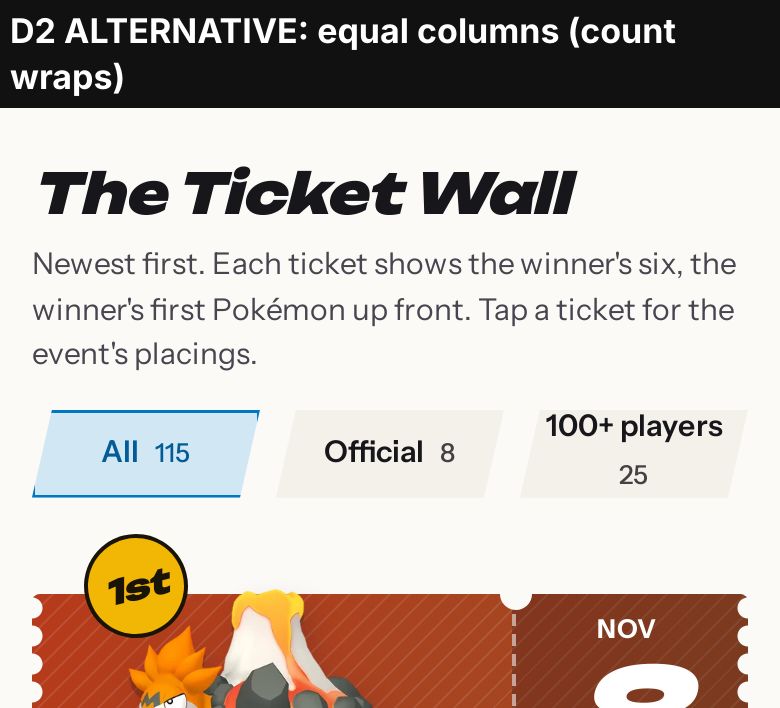 D2 ALTERNATIVE: equal columns (count
wraps)
The Ticket Wall
Newest first. Each ticket shows the winner's six, the
winner's first Pokémon up front. Tap a ticket for the
event's placings.
All 115
Official 8
100+ players
25
1st
NOV